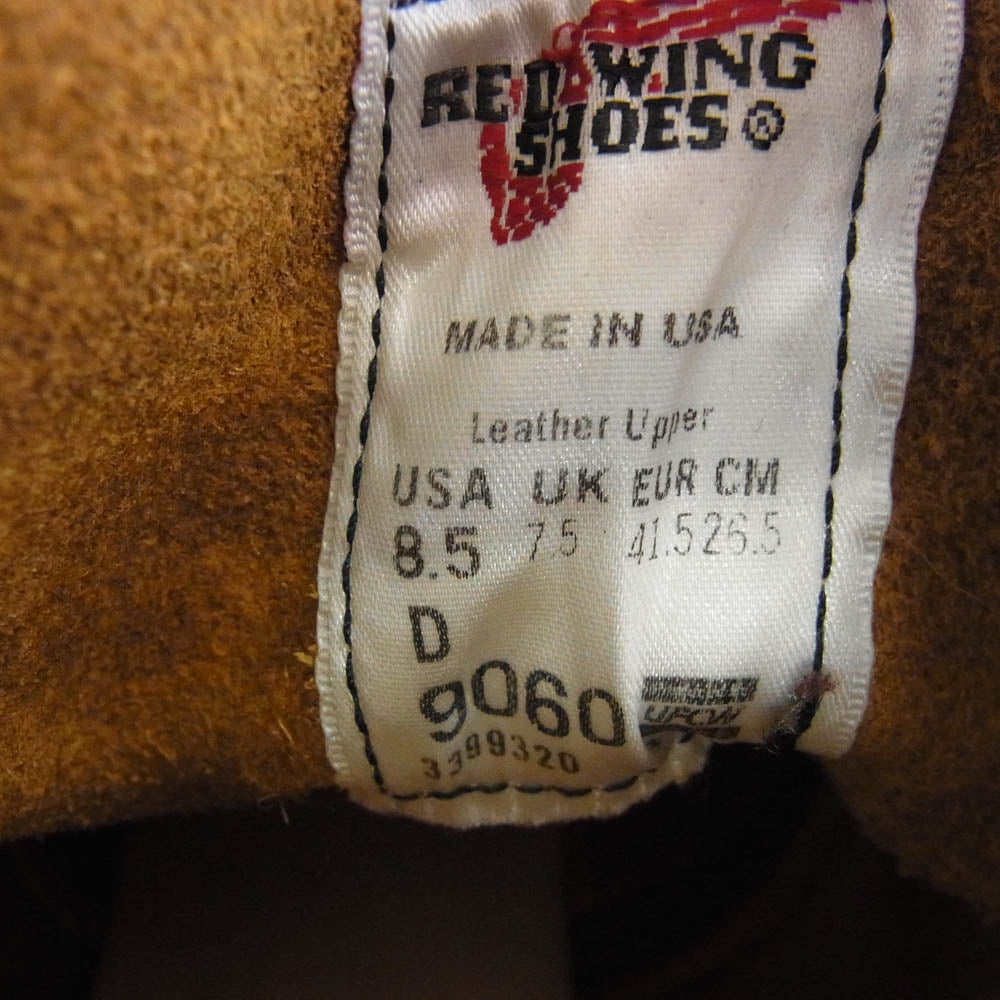 RED WING
SHOES®
MADE IN USA
Leather Upper
USA UK EUR CM
8.5 7.5 41.5 26.5
D
9060
UFCW
3399320